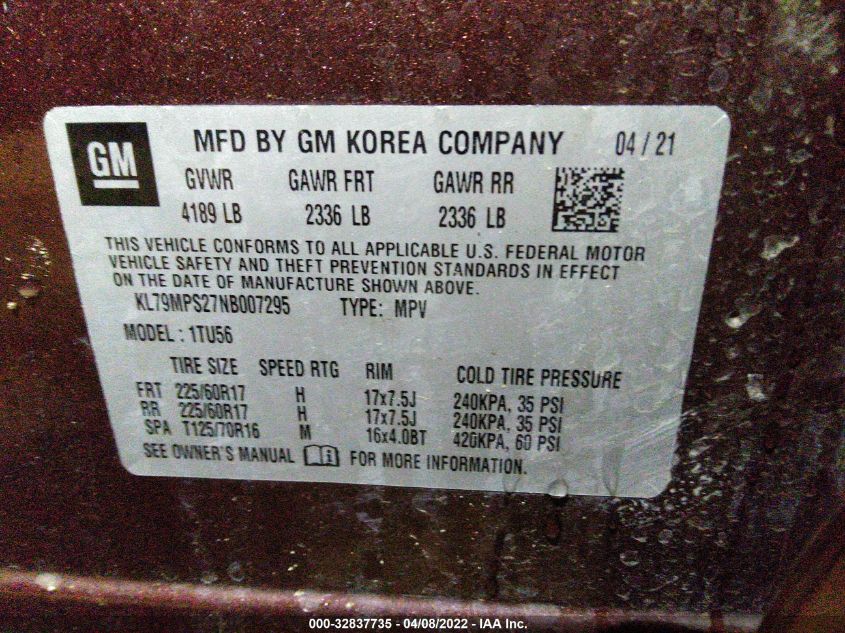 GM
MFD BY GM KOREA COMPANY 04 / 21
GVWR GAWR FRT GAWR RR
4189 LB 2336 LB 2336 LB
THIS VEHICLE CONFORMS TO ALL APPLICABLE U.S. FEDERAL MOTOR
VEHICLE SAFETY AND THEFT PREVENTION STANDARDS IN EFFECT
ON THE DATE OF MANUFACTURE SHOWN ABOVE.
KL79MPS27NB007295 TYPE: MPV
MODEL : 1TU56
TIRE SIZE SPEED RTG RIM COLD TIRE PRESSURE
FRT 225/60R17 H 17x7.5J 240KPA, 35 PSI
RR 225/60R17 H 17x7.5J 240KPA, 35 PSI
SPA T125/70R16 M 16x4.0BT 420KPA, 60 PSI
SEE OWNER'S MANUAL i FOR MORE INFORMATION.
000-32837735 - 04/08/2022 - IAA Inc.